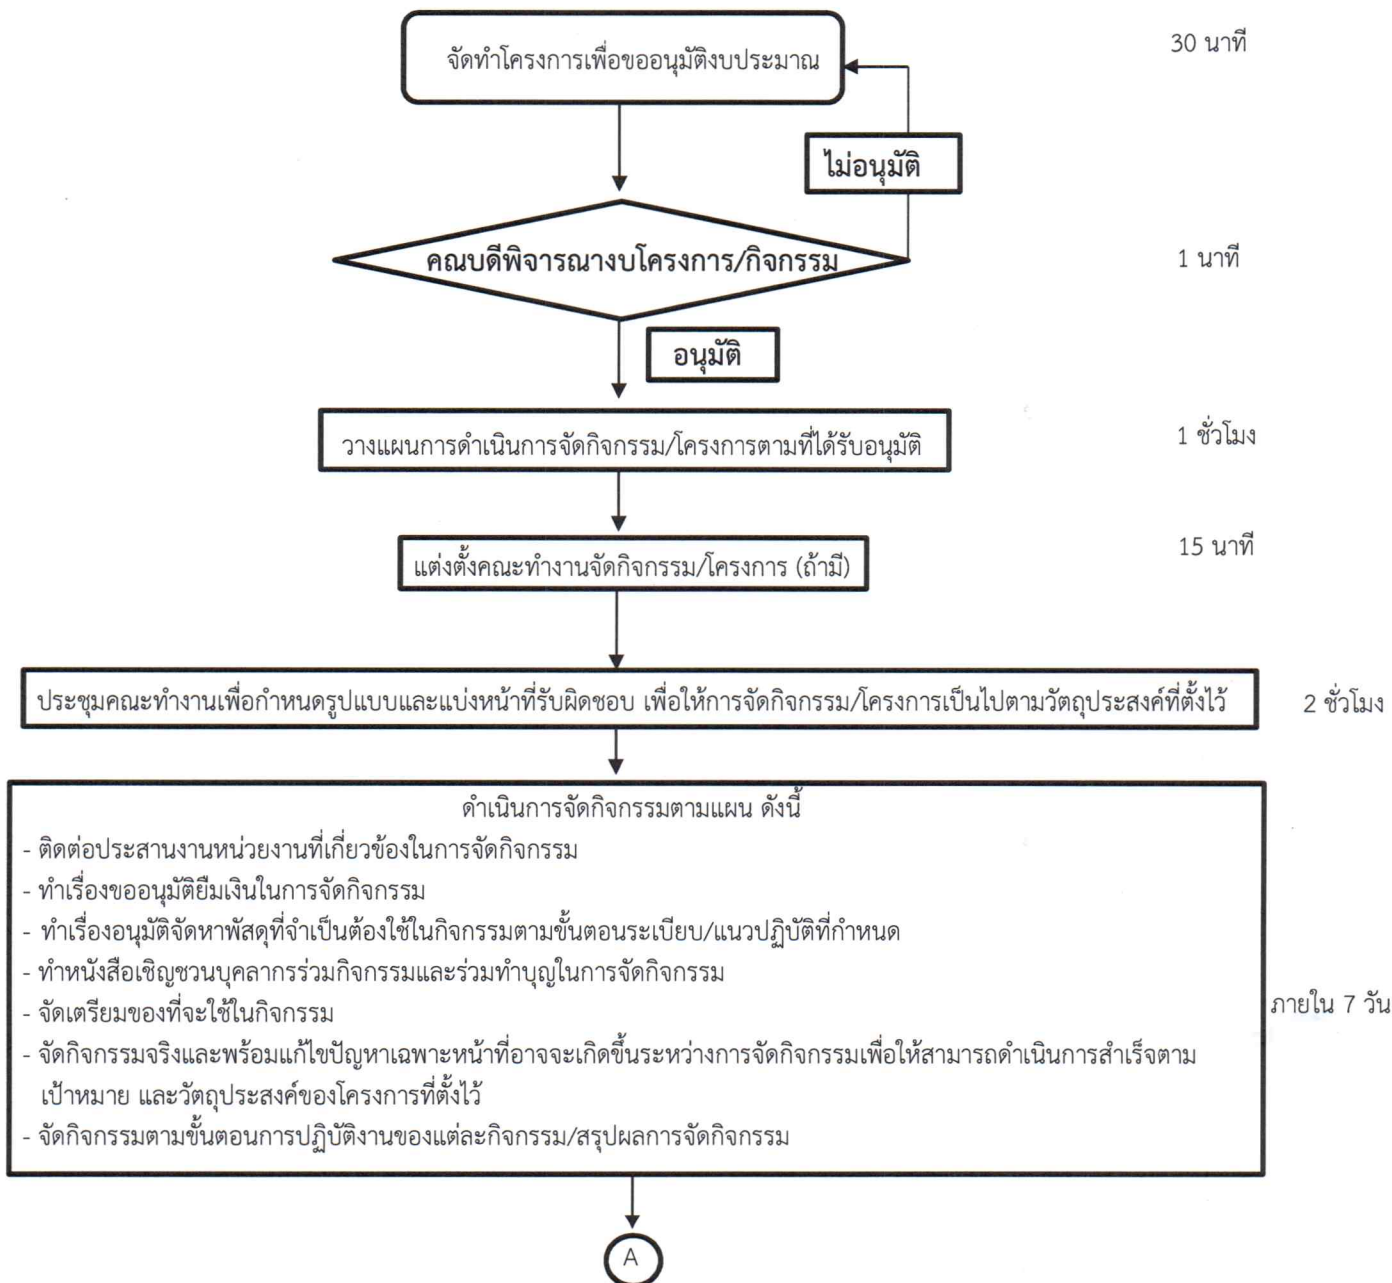 จัดทำโครงการเพื่อขออนุมัติงบประมาณ
30 นาที
ไม่อนุมัติ
คณบดีพิจารณางบโครงการ/กิจกรรม
1 นาที
อนุมัติ
วางแผนการดำเนินการจัดกิจกรรม/โครงการตามที่ได้รับอนุมัติ
1 ชั่วโมง
แต่งตั้งคณะทำงานจัดกิจกรรม/โครงการ (ถ้ามี)
15 นาที
ประชุมคณะทำงานเพื่อกำหนดรูปแบบและแบ่งหน้าที่รับผิดชอบ เพื่อให้การจัดกิจกรรม/โครงการเป็นไปตามวัตถุประสงค์ที่ตั้งไว้
2 ชั่วโมง
ดำเนินการจัดกิจกรรมตามแผน ดังนี้
- ติดต่อประสานงานหน่วยงานที่เกี่ยวข้องในการจัดกิจกรรม
- ทำเรื่องขออนุมัติยืมเงินในการจัดกิจกรรม
- ทำเรื่องอนุมัติจัดหาพัสดุที่จำเป็นต้องใช้ในกิจกรรมตามขั้นตอนระเบียบ/แนวปฏิบัติที่กำหนด
- ทำหนังสือเชิญชวนบุคลากรร่วมกิจกรรมและร่วมทำบุญในการจัดกิจกรรม
- จัดเตรียมของที่จะใช้ในกิจกรรม
ภายใน 7 วัน
- จัดกิจกรรมจริงและพร้อมแก้ไขปัญหาเฉพาะหน้าที่อาจจะเกิดขึ้นระหว่างการจัดกิจกรรมเพื่อให้สามารถดำเนินการสำเร็จตาม
เป้าหมาย และวัตถุประสงค์ของโครงการที่ตั้งไว้
- จัดกิจกรรมตามขั้นตอนการปฏิบัติงานของแต่ละกิจกรรม/สรุปผลการจัดกิจกรรม
A